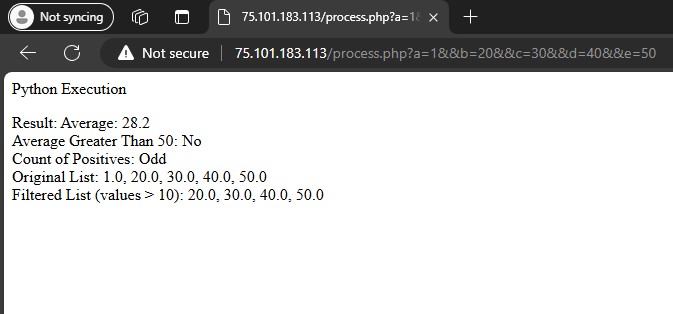 Not syncing
75.101.183.113/process.php?a=1&
Not secure
75.101.183.113/process.php?a=1&&b=20&&c=30&&d=40&&e=50
Python Execution
Result: Average: 28.2
Average Greater Than 50: No
Count of Positives: Odd
Original List: 1.0, 20.0, 30.0, 40.0, 50.0
Filtered List (values > 10): 20.0, 30.0, 40.0, 50.0